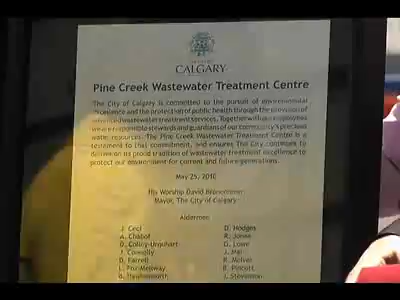 CALGARY
Pine Creek Wastewater Treatment Centre
The City of Calgary is committed to the pursuit of environmental
excellence and the protection of public health through the provision of
advanced wastewater treatment services. Together with our employees
we are responsible stewards and guardians of our community's precious
water resources. The Pine Creek Wastewater Treatment Centre is a
testament to that commitment, and ensures The City continues to
deliver on its proud tradition of wastewater treatment excellence to
protect our environment for current and future generations.
May 25, 2010
His Worship David Bronconnier
Mayor, The City of Calgary
Aldermen
J. Ceci D. Hodges
A. Chabot R. Jones
B. Colley-Urquhart G. Lowe
J. Connelly J. Mar
D. Farrell R. McIver
L. Fox-Mellway B. Pincott
D. Hawkesworth J. Stevenson